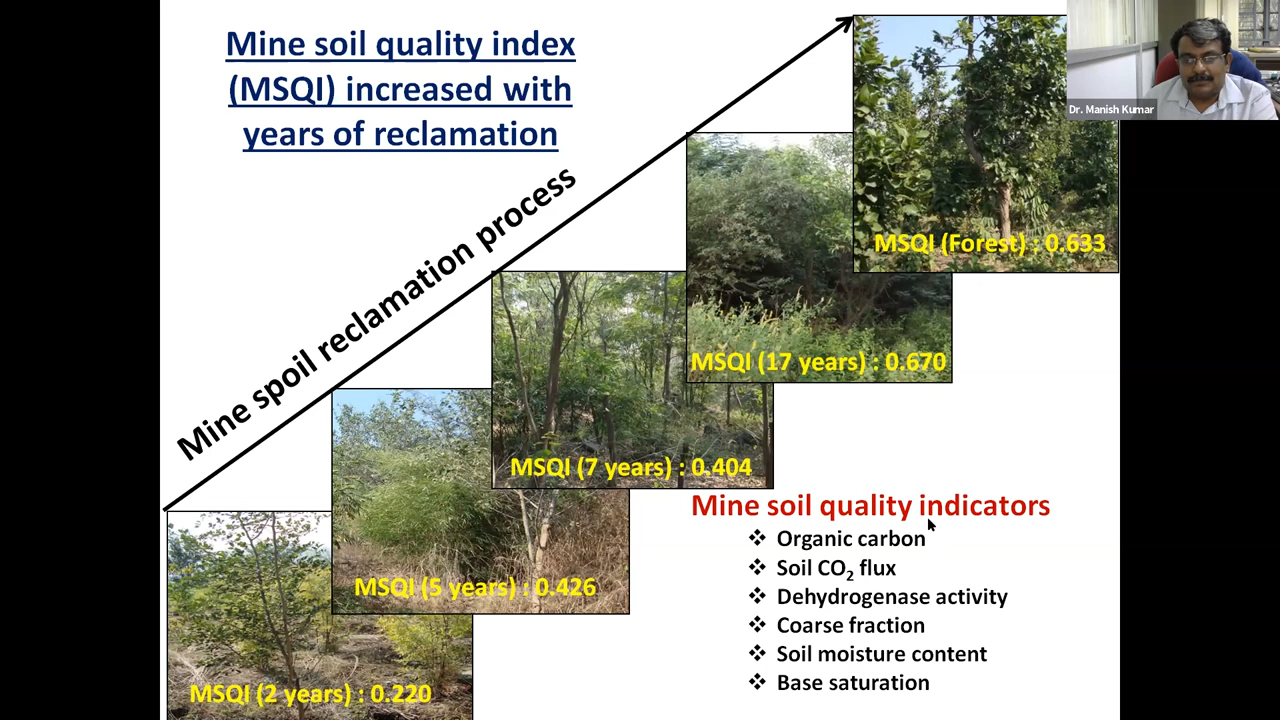 Mine soil quality index
(MSQI) increased with
years of reclamation
Dr. Manish Kumar
Mine spoil reclamation process
MSQI (Forest) : 0.633
MSQI (17 years) : 0.670
MSQI (7 years) : 0.404
MSQI (5 years) : 0.426
MSQI (2 years) : 0.220
Mine soil quality indicators
❖ Organic carbon
❖ Soil CO₂ flux
❖ Dehydrogenase activity
❖ Coarse fraction
❖ Soil moisture content
❖ Base saturation